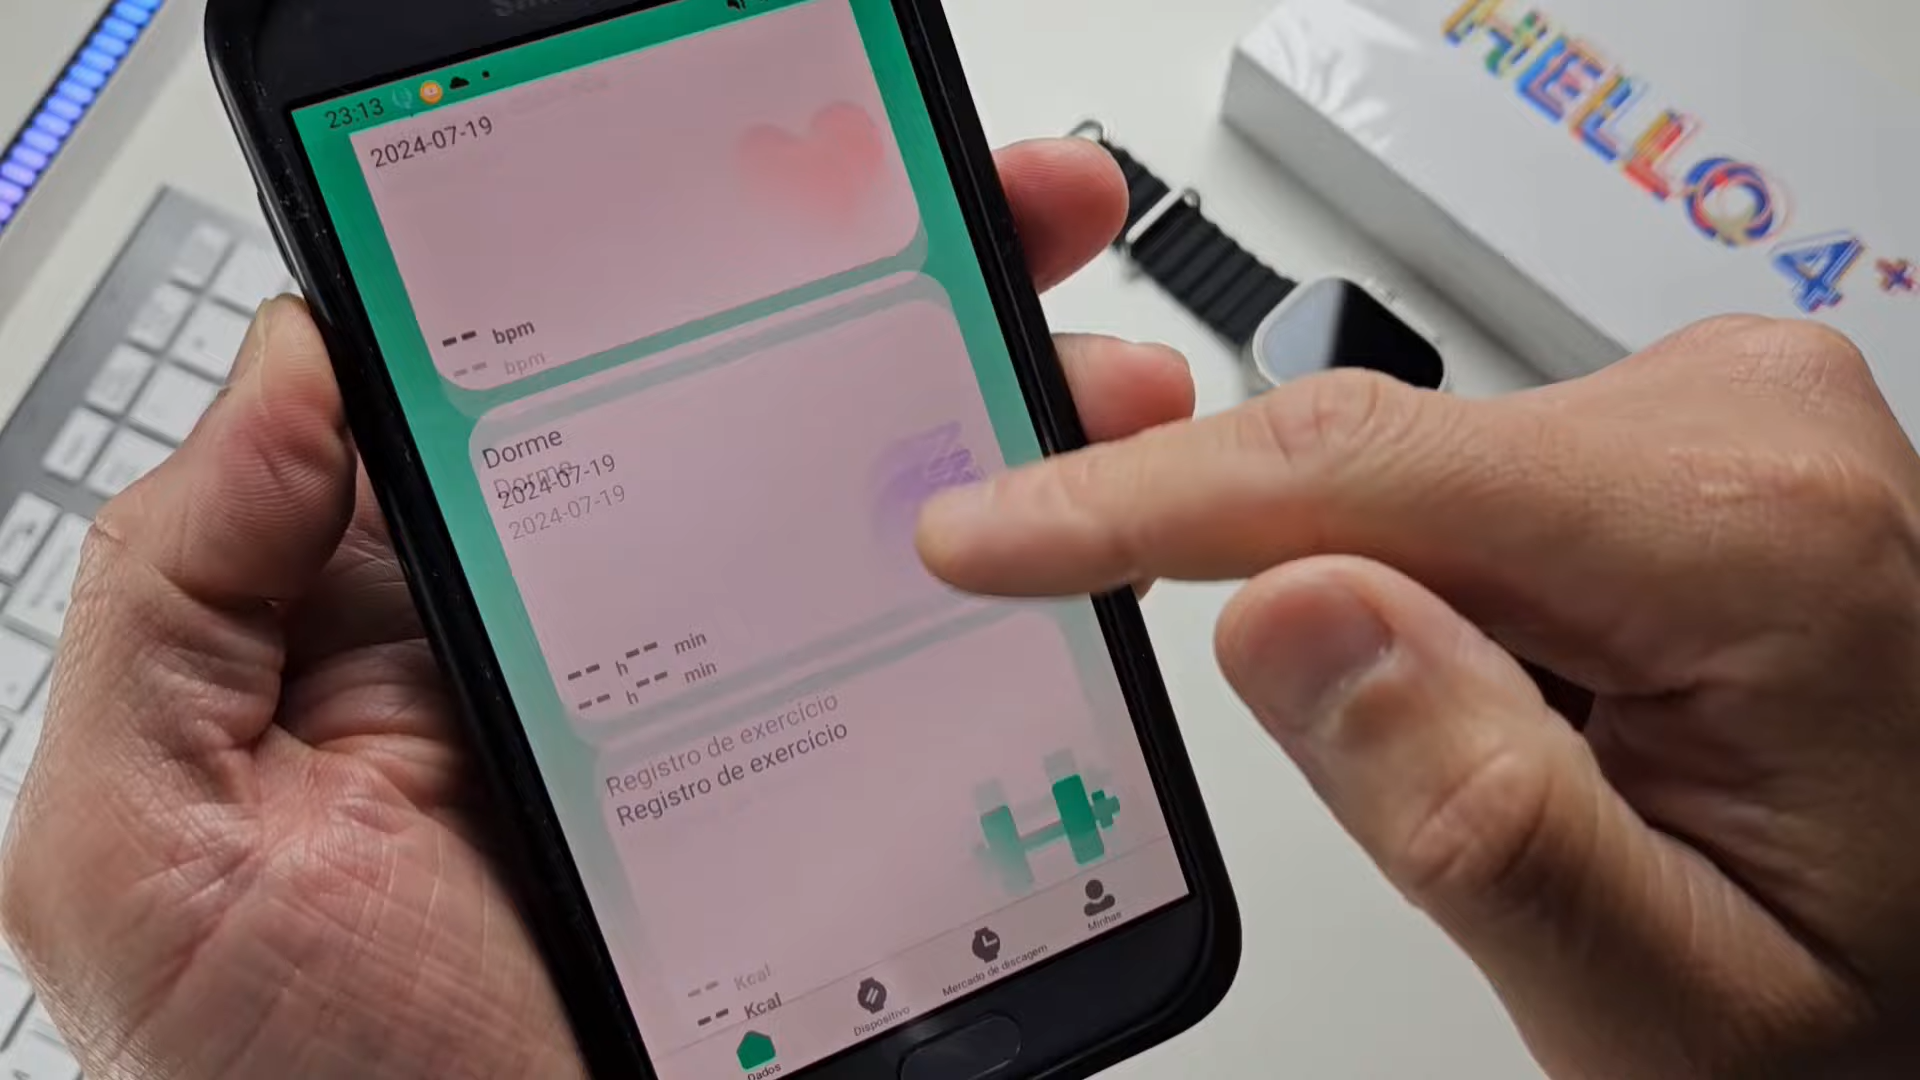 23:13
2024-07-19
-- bpm
-- bpm
Dorme
Dorme
2024-07-19
2024-07-19
-- h -- min
-- h -- min
Registro de exercício
Registro de exercício
-- Kcal
-- Kcal
Dados
Dispositivo
Mercado de discagem
Minhas
HELLO 4+